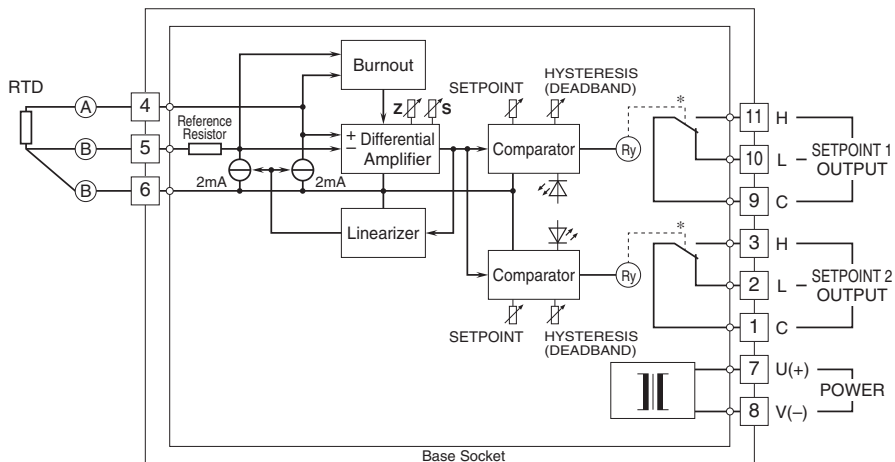 RTD
A
B
B
4
5
6
Reference
Resistor
2mA
2mA
Burnout
Z
S
+
−
Differential
Amplifier
Linearizer
SETPOINT
HYSTERESIS
(DEADBAND)
Comparator
Ry
*
Comparator
Ry
*
SETPOINT
HYSTERESIS
(DEADBAND)
11 H
10 L
9 C
SETPOINT 1
OUTPUT
3 H
2 L
1 C
SETPOINT 2
OUTPUT
7 U(+)
8 V(−)
POWER
Base Socket